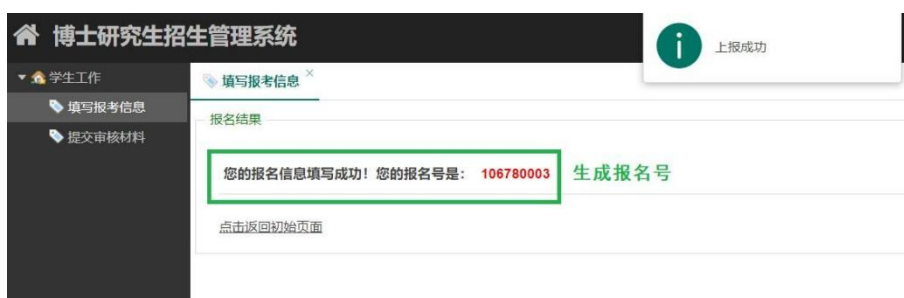 博士研究生招生管理系统
上报成功
学生工作
填写报考信息
提交审核材料
填写报考信息 ×
报名结果
您的报名信息填写成功！您的报名号是： 106780003
生成报名号
点击返回初始页面